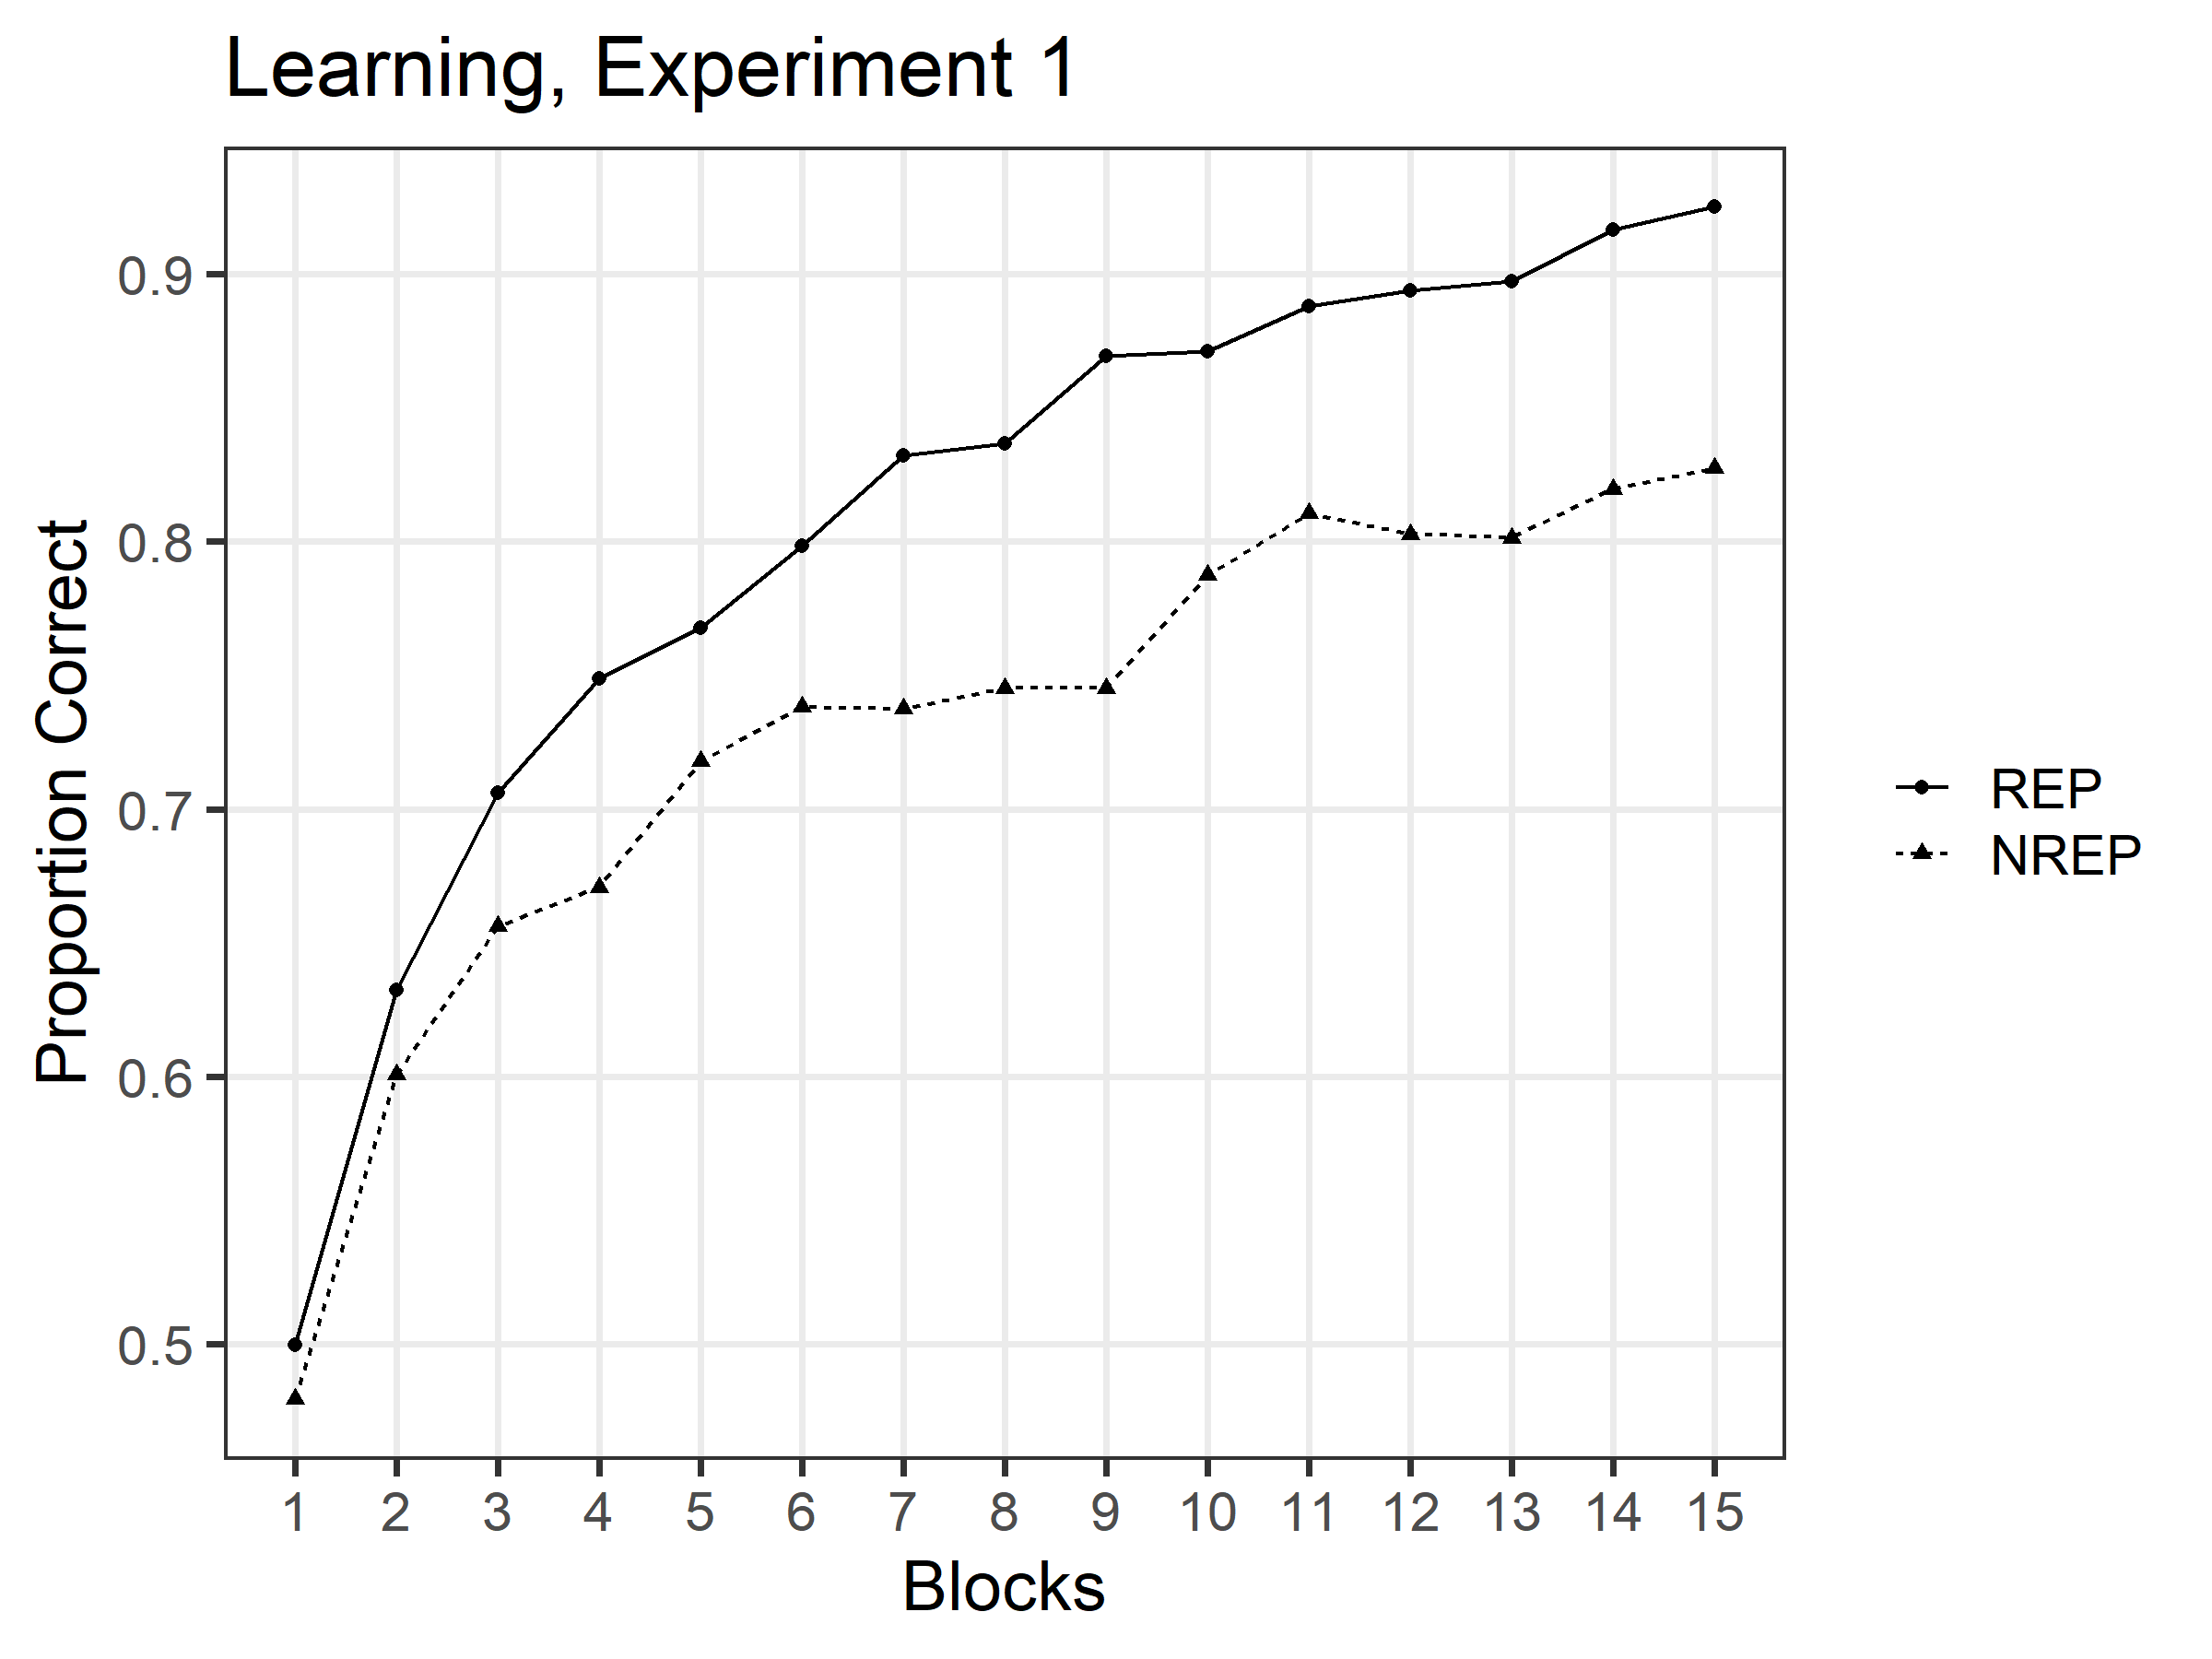 Learning, Experiment 1
Proportion Correct
0.9
0.8
0.7
0.6
0.5
1 2 3 4 5 6 7 8 9 10 11 12 13 14 15
Blocks
REP
NREP